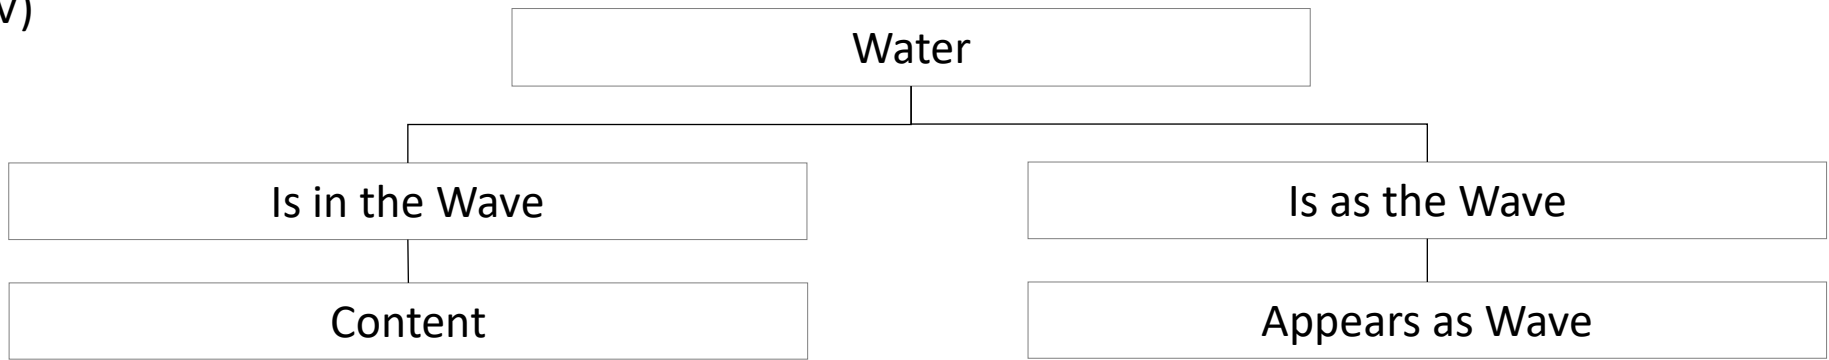 Water
Is in the Wave
Is as the Wave
Content
Appears as Wave